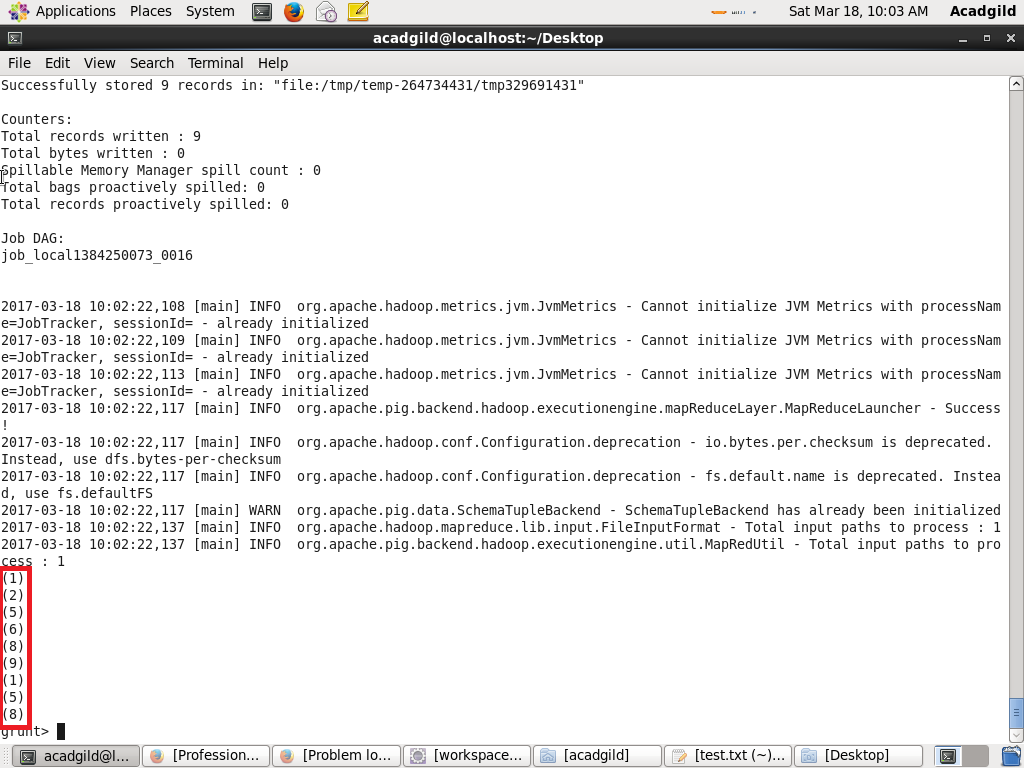 Applications Places System Sat Mar 18, 10:03 AM Acadgild
acadgild@localhost:~/Desktop
File Edit View Search Terminal Help
Successfully stored 9 records in: "file:/tmp/temp-264734431/tmp329691431"
Counters:
Total records written : 9
Total bytes written : 0
Spillable Memory Manager spill count : 0
Total bags proactively spilled: 0
Total records proactively spilled: 0
Job DAG:
job_local1384250073_0016
2017-03-18 10:02:22,108 [main] INFO  org.apache.hadoop.metrics.jvm.JvmMetrics - Cannot initialize JVM Metrics with processNam
e=JobTracker, sessionId= - already initialized
2017-03-18 10:02:22,109 [main] INFO  org.apache.hadoop.metrics.jvm.JvmMetrics - Cannot initialize JVM Metrics with processNam
e=JobTracker, sessionId= - already initialized
2017-03-18 10:02:22,113 [main] INFO  org.apache.hadoop.metrics.jvm.JvmMetrics - Cannot initialize JVM Metrics with processNam
e=JobTracker, sessionId= - already initialized
2017-03-18 10:02:22,117 [main] INFO  org.apache.pig.backend.hadoop.executionengine.mapReduceLayer.MapReduceLauncher - Success
!
2017-03-18 10:02:22,117 [main] INFO  org.apache.hadoop.conf.Configuration.deprecation - io.bytes.per.checksum is deprecated.
Instead, use dfs.bytes-per-checksum
2017-03-18 10:02:22,117 [main] INFO  org.apache.hadoop.conf.Configuration.deprecation - fs.default.name is deprecated. Instea
d, use fs.defaultFS
2017-03-18 10:02:22,117 [main] WARN  org.apache.pig.data.SchemaTupleBackend - SchemaTupleBackend has already been initialized
2017-03-18 10:02:22,137 [main] INFO  org.apache.hadoop.mapreduce.lib.input.FileInputFormat - Total input paths to process : 1
2017-03-18 10:02:22,137 [main] INFO  org.apache.pig.backend.hadoop.executionengine.util.MapRedUtil - Total input paths to pro
cess : 1
(1)
(2)
(5)
(6)
(8)
(9)
(1)
(5)
(8)
grunt>
acadgild@l... [Profession... [Problem lo... [workspace... [acadgild] [test.txt (~)... [Desktop]